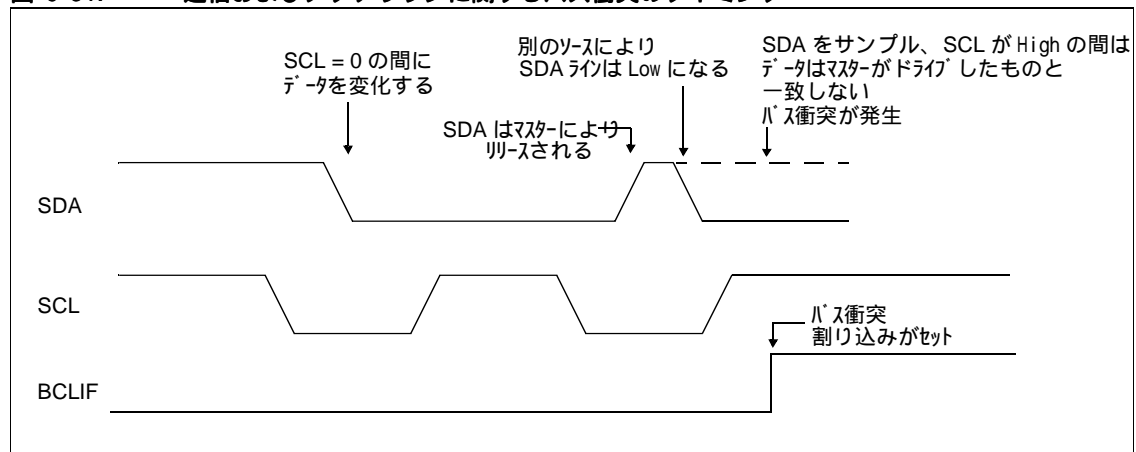 SCL = 0 の間に
データを変化する
別のソースにより
SDA ラインは Low になる
SDA をサンプル、SCL が High の間は
データはマスターがドライブしたものと
一致しない
バス衝突が発生
SDA はマスターにより
リリースされる
SDA
SCL
バス衝突
割り込みがセット
BCLIF